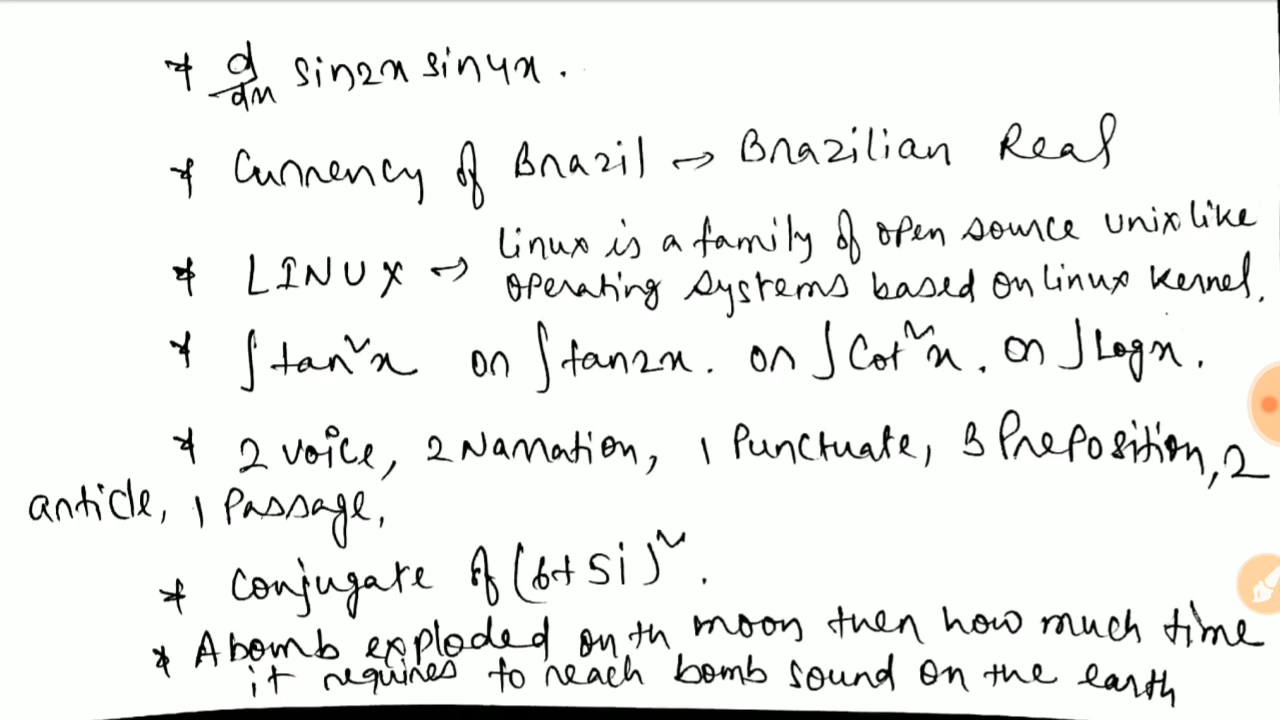 * d/dx sin2x sin4x.
* Currency of Brazil → Brazilian Real
* LINUX → Linux is a family of open source unix like
operating systems based on linux kernel.
* ∫tan²x or ∫tan2x. or ∫Cot²x. or ∫Logx.
* 2 voice, 2 Narration, 1 Punctuate, 3 Preposition, 2
article, 1 Passage,
* Conjugate of (6+5i)².
* A bomb exploded on th moon then how much time
it requires to reach bomb sound on the earth